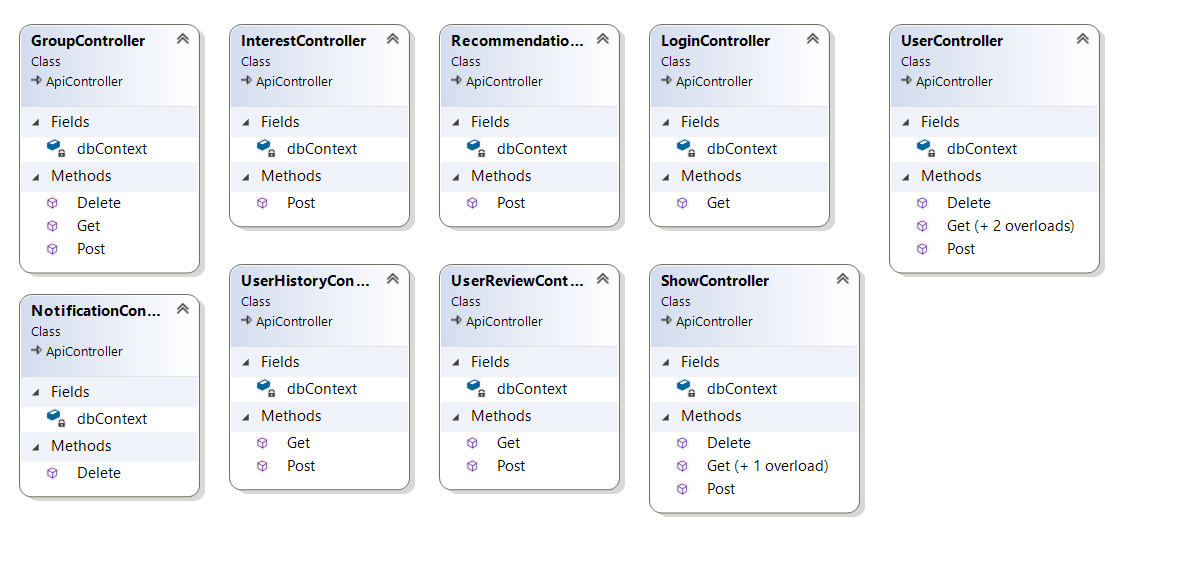 GroupController
Class
ApiController
Fields
dbContext
Methods
Delete
Get
Post
InterestController
Class
ApiController
Fields
dbContext
Methods
Post
Recommendatio...
Class
ApiController
Fields
dbContext
Methods
Post
LoginController
Class
ApiController
Fields
dbContext
Methods
Get
UserController
Class
ApiController
Fields
dbContext
Methods
Delete
Get (+ 2 overloads)
Post
NotificationCon...
Class
ApiController
Fields
dbContext
Methods
Delete
UserHistoryCon...
Class
ApiController
Fields
dbContext
Methods
Get
Post
UserReviewCont...
Class
ApiController
Fields
dbContext
Methods
Get
Post
ShowController
Class
ApiController
Fields
dbContext
Methods
Delete
Get (+ 1 overload)
Post